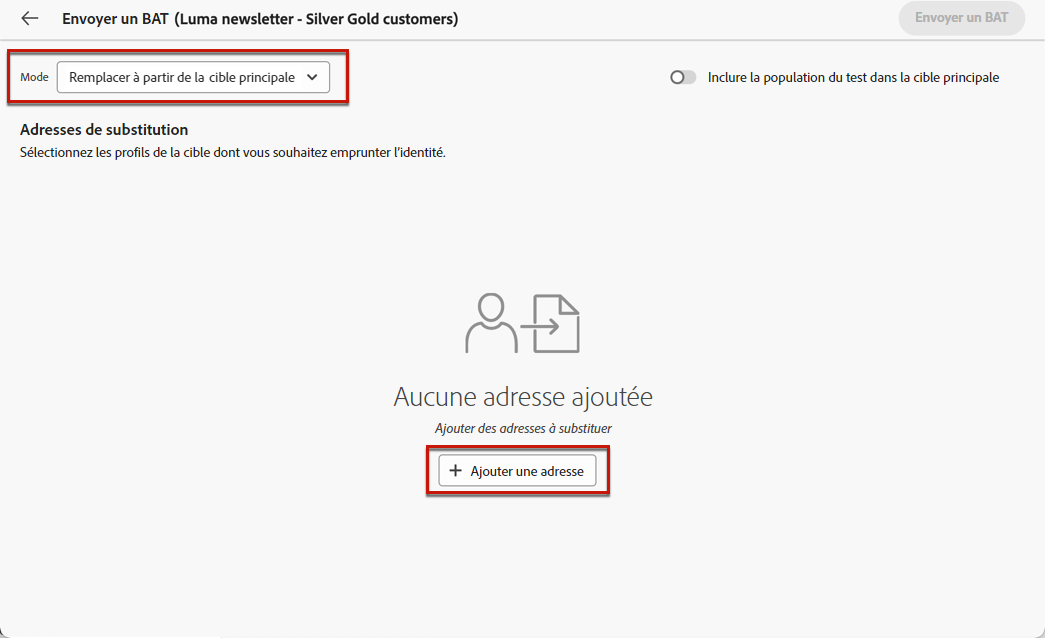 Envoyer un BAT (Luma newsletter - Silver Gold customers)
Envoyer un BAT
Mode
Remplacer à partir de la cible principale
Inclure la population du test dans la cible principale
Adresses de substitution
Sélectionnez les profils de la cible dont vous souhaitez emprunter l'identité.
Aucune adresse ajoutée
Ajouter des adresses à substituer
+ Ajouter une adresse